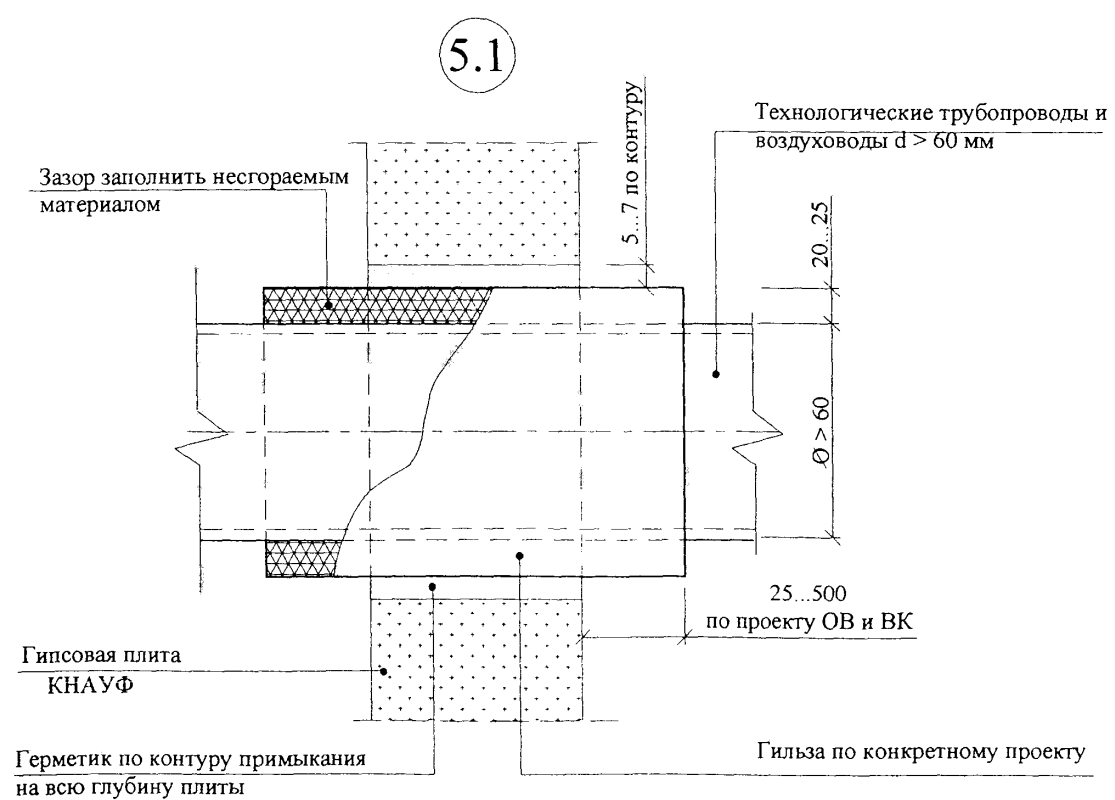 5.1
Технологические трубопроводы и
воздуховоды d > 60 мм
Зазор заполнить несгораемым
материалом
5...7 по контуру
20...25
Ø > 60
25...500
по проекту ОВ и ВК
Гипсовая плита
КНАУФ
Герметик по контуру примыкания
на всю глубину плиты
Гильза по конкретному проекту